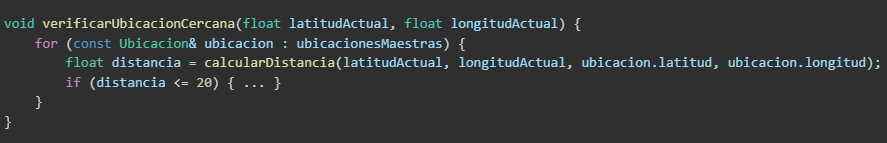 void verificarUbicacionCercana(float latitudActual, float longitudActual) {
    for (const Ubicacion& ubicacion : ubicacionesMaestras) {
        float distancia = calcularDistancia(latitudActual, longitudActual, ubicacion.latitud, ubicacion.longitud);
        if (distancia <= 20) { ... }
    }
}